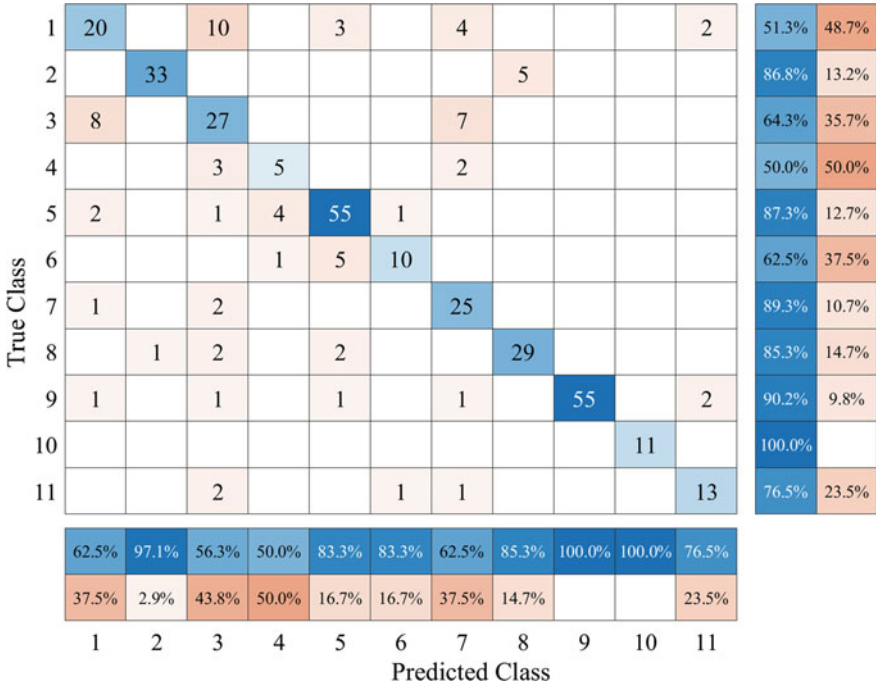 1 20 10 3 4 2 51.3% 48.7%
2 33 5 86.8% 13.2%
3 8 27 7 64.3% 35.7%
4 3 5 2 50.0% 50.0%
5 2 1 4 55 1 87.3% 12.7%
6 1 5 10 62.5% 37.5%
7 1 2 25 89.3% 10.7%
8 1 2 2 29 85.3% 14.7%
9 1 1 1 1 55 2 90.2% 9.8%
10 11 100.0%
11 2 1 1 13 76.5% 23.5%
True Class
62.5% 97.1% 56.3% 50.0% 83.3% 83.3% 62.5% 85.3% 100.0% 100.0% 76.5%
37.5% 2.9% 43.8% 50.0% 16.7% 16.7% 37.5% 14.7% 23.5%
1 2 3 4 5 6 7 8 9 10 11
Predicted Class